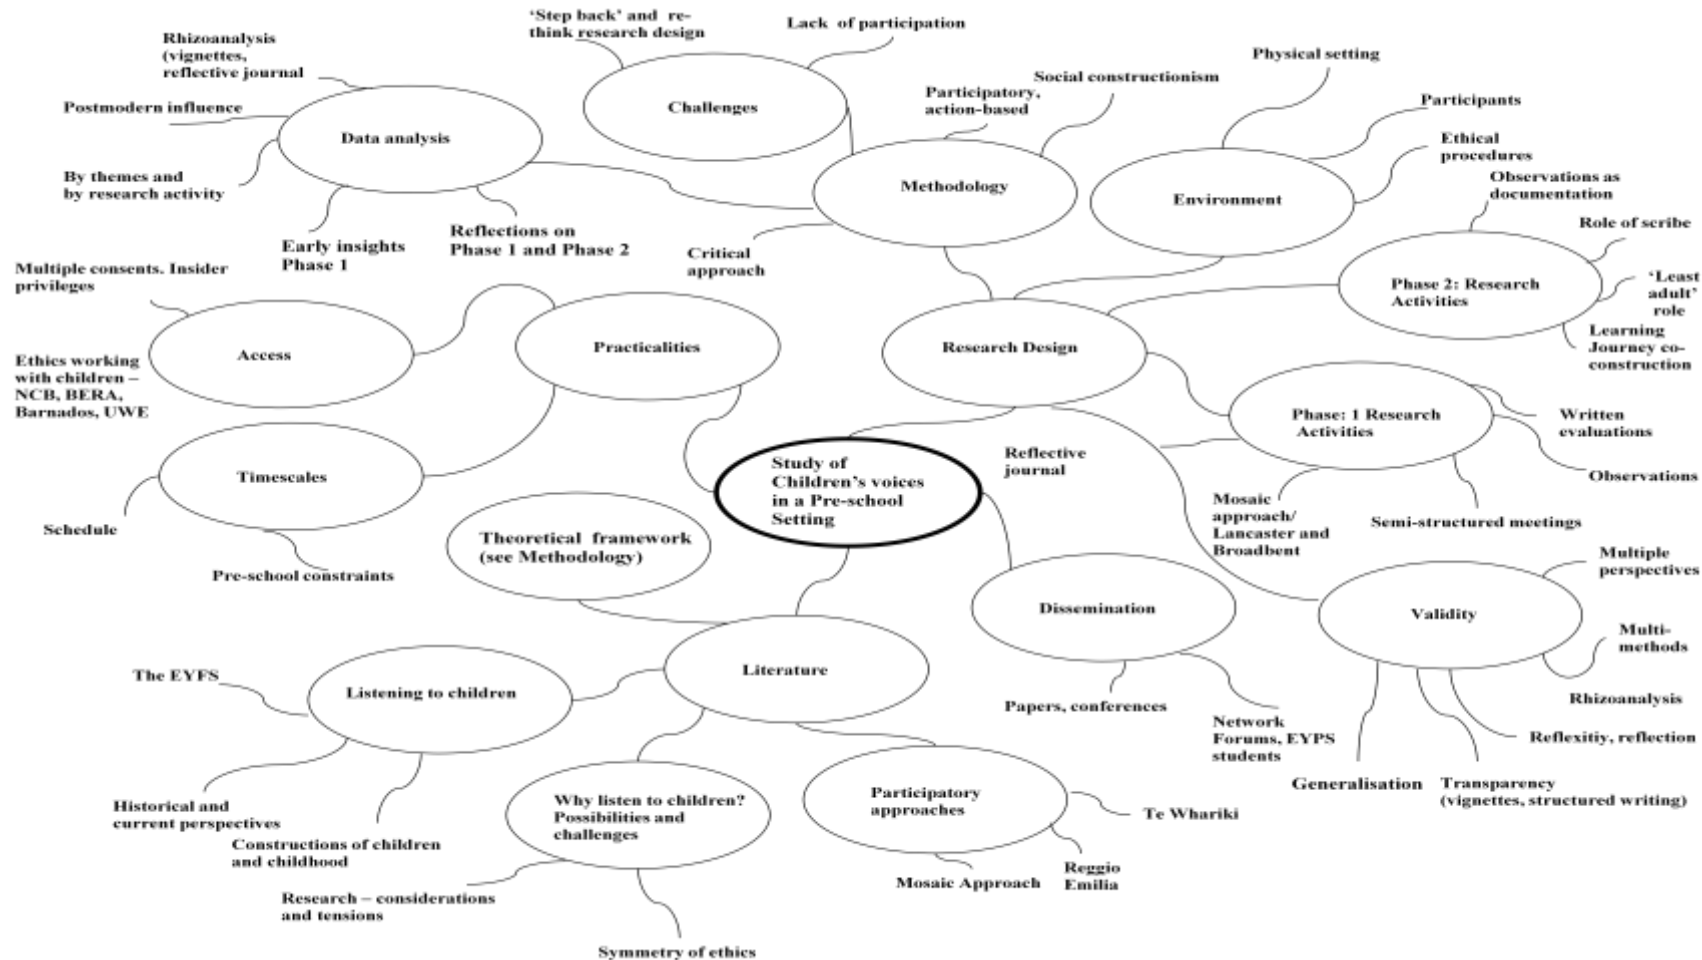 'Step back' and re-
think research design
Lack of participation
Rhizoanalysis
(vignettes,
reflective journal
Physical setting
Social constructionism
Participatory,
action-based
Postmodern influence
Challenges
Participants
Data analysis
Ethical
procedures
By themes and
by research activity
Methodology
Environment
Observations as
documentation
Role of scribe
Early insights
Phase 1
Reflections on
Phase 1 and Phase 2
Critical
approach
Multiple consents. Insider
privileges
Phase 2: Research
Activities
'Least
adult'
role
Learning
Journey co-
construction
Access
Practicalities
Research Design
Ethics working
with children –
NCB, BERA,
Barnados, UWE
Phase: 1 Research
Activities
Written
evaluations
Reflective
journal
Observations
Timescales
Study of
Children's voices
in a Pre-school
Setting
Mosaic
approach/
Lancaster and
Broadbent
Semi-structured meetings
Schedule
Theoretical framework
(see Methodology)
Pre-school constraints
Multiple
perspectives
Dissemination
Validity
Multi-
methods
The EYFS
Listening to children
Literature
Rhizoanalysis
Papers, conferences
Network
Forums, EYPS
students
Reflexitiy, reflection
Generalisation
Transparency
(vignettes, structured writing)
Historical and
current perspectives
Why listen to children?
Possibilities and
challenges
Participatory
approaches
Te Whariki
Constructions of children
and childhood
Mosaic Approach
Reggio
Emilia
Research – considerations
and tensions
Symmetry of ethics